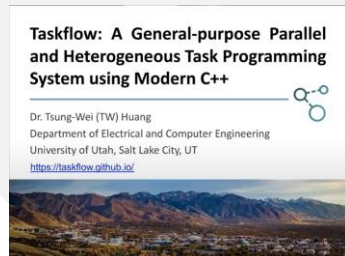 Taskflow: A General-purpose Parallel
and Heterogeneous Task Programming
System using Modern C++
Dr. Tsung-Wei (TW) Huang
Department of Electrical and Computer Engineering
University of Utah, Salt Lake City, UT
https://taskflow.github.io/